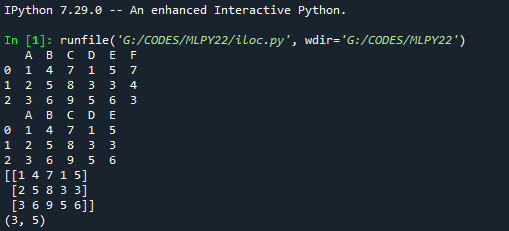 IPython 7.29.0 -- An enhanced Interactive Python.
In [1]: runfile('G:/CODES/MLPY22/iloc.py', wdir='G:/CODES/MLPY22')
   A  B  C  D  E  F
0  1  4  7  1  5  7
1  2  5  8  3  3  4
2  3  6  9  5  6  3
   A  B  C  D  E
0  1  4  7  1  5
1  2  5  8  3  3
2  3  6  9  5  6
[[1 4 7 1 5]
 [2 5 8 3 3]
 [3 6 9 5 6]]
(3, 5)